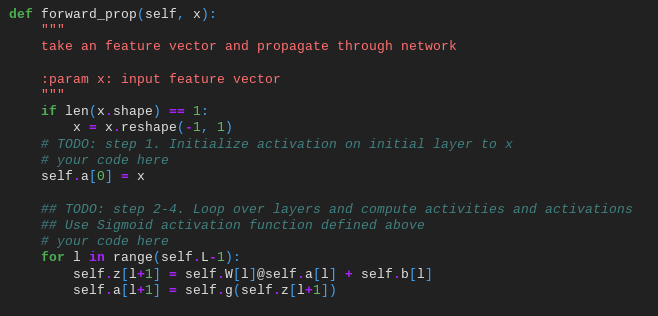 def forward_prop(self, x):
    """
    take an feature vector and propagate through network

    :param x: input feature vector
    """
    if len(x.shape) == 1:
        x = x.reshape(-1, 1)
    # TODO: step 1. Initialize activation on initial layer to x
    # your code here
    self.a[0] = x

    ## TODO: step 2-4. Loop over layers and compute activities and activations
    ## Use Sigmoid activation function defined above
    # your code here
    for l in range(self.L-1):
        self.z[l+1] = self.W[l]@self.a[l] + self.b[l]
        self.a[l+1] = self.g(self.z[l+1])